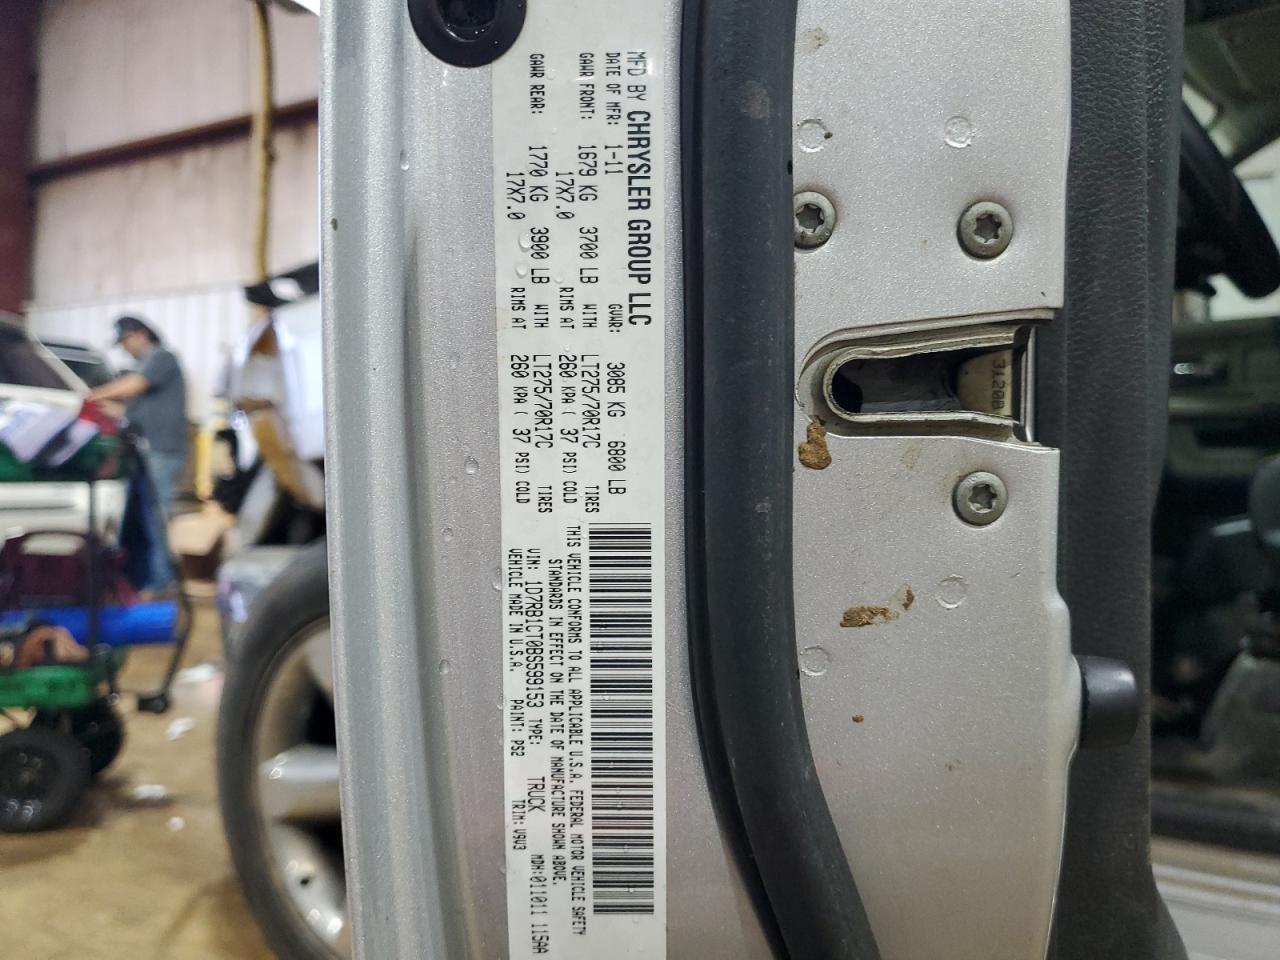 MFD BY CHRYSLER GROUP LLC
DATE OF MFR: 1-11 GVWR: 3085 KG 6800 LB
GAWR FRONT: 1679 KG 3700 LB WITH LT275/70R17C TIRES
17X7.0 RIMS AT 260 KPA( 37 PSI) COLD
GAWR REAR: 1770 KG 3900 LB WITH LT275/70R17C TIRES
17X7.0 RIMS AT 260 KPA( 37 PSI) COLD
THIS VEHICLE CONFORMS TO ALL APPLICABLE U.S.A. FEDERAL MOTOR VEHICLE SAFETY
STANDARDS IN EFFECT ON THE DATE OF MANUFACTURE SHOWN ABOVE.
VIN: 1D7RB1CT0BS599153 TYPE: TRUCK MDH:011011 115AA
VEHICLE MADE IN U.S.A. PAINT: PS2 TRIM: V9V3
3120B